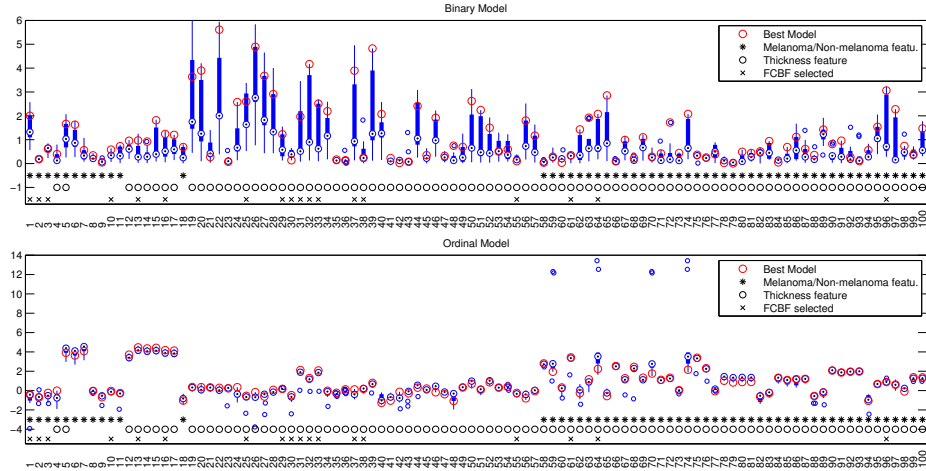 Binary Model
6
5
4
3
2
1
0
−1
Best Model
Melanoma/Non-melanoma featu.
Thickness feature
FCBF selected
1 2 3 4 5 6 7 8 9 10 11 12 13 14 15 16 17 18 19 20 21 22 23 24 25 26 27 28 29 30 31 32 33 34 35 36 37 38 39 40 41 42 43 44 45 46 47 48 49 50 51 52 53 54 55 56 57 58 59 60 61 62 63 64 65 66 67 68 69 70 71 72 73 74 75 76 77 78 79 80 81 82 83 84 85 86 87 88 89 90 91 92 93 94 95 96 97 98 99 100
Ordinal Model
14
12
10
8
6
4
2
0
−2
−4
Best Model
Melanoma/Non-melanoma featu.
Thickness feature
FCBF selected
1 2 3 4 5 6 7 8 9 10 11 12 13 14 15 16 17 18 19 20 21 22 23 24 25 26 27 28 29 30 31 32 33 34 35 36 37 38 39 40 41 42 43 44 45 46 47 48 49 50 51 52 53 54 55 56 57 58 59 60 61 62 63 64 65 66 67 68 69 70 71 72 73 74 75 76 77 78 79 80 81 82 83 84 85 86 87 88 89 90 91 92 93 94 95 96 97 98 99 100